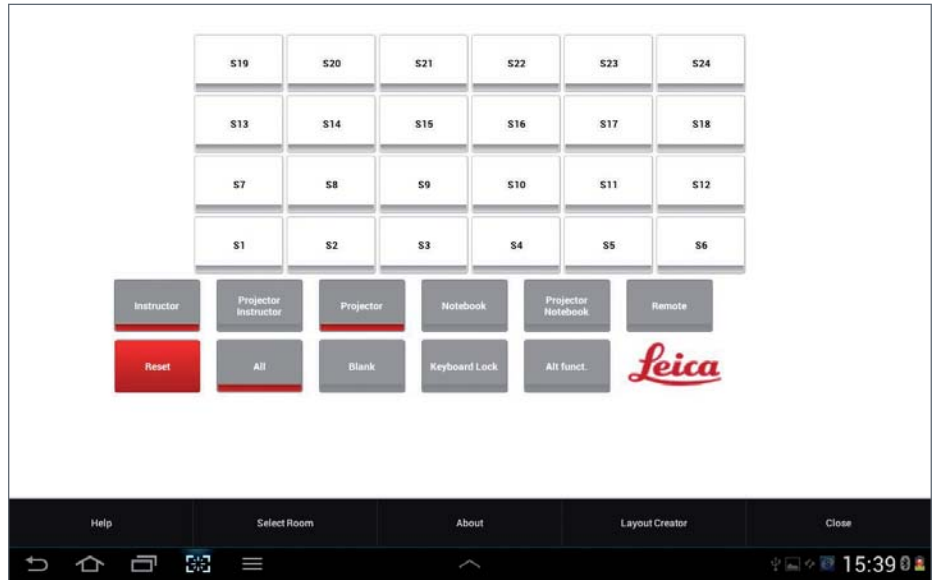 S19 S20 S21 S22 S23 S24
S13 S14 S15 S16 S17 S18
S7 S8 S9 S10 S11 S12
S1 S2 S3 S4 S5 S6
Instructor
Projector
Instructor
Projector
Notebook
Projector
Notebook
Remote
Reset
All
Blank
Keyboard Lock
Alt funct.
Leica
Help Select Room About Layout Creator Close
15:39